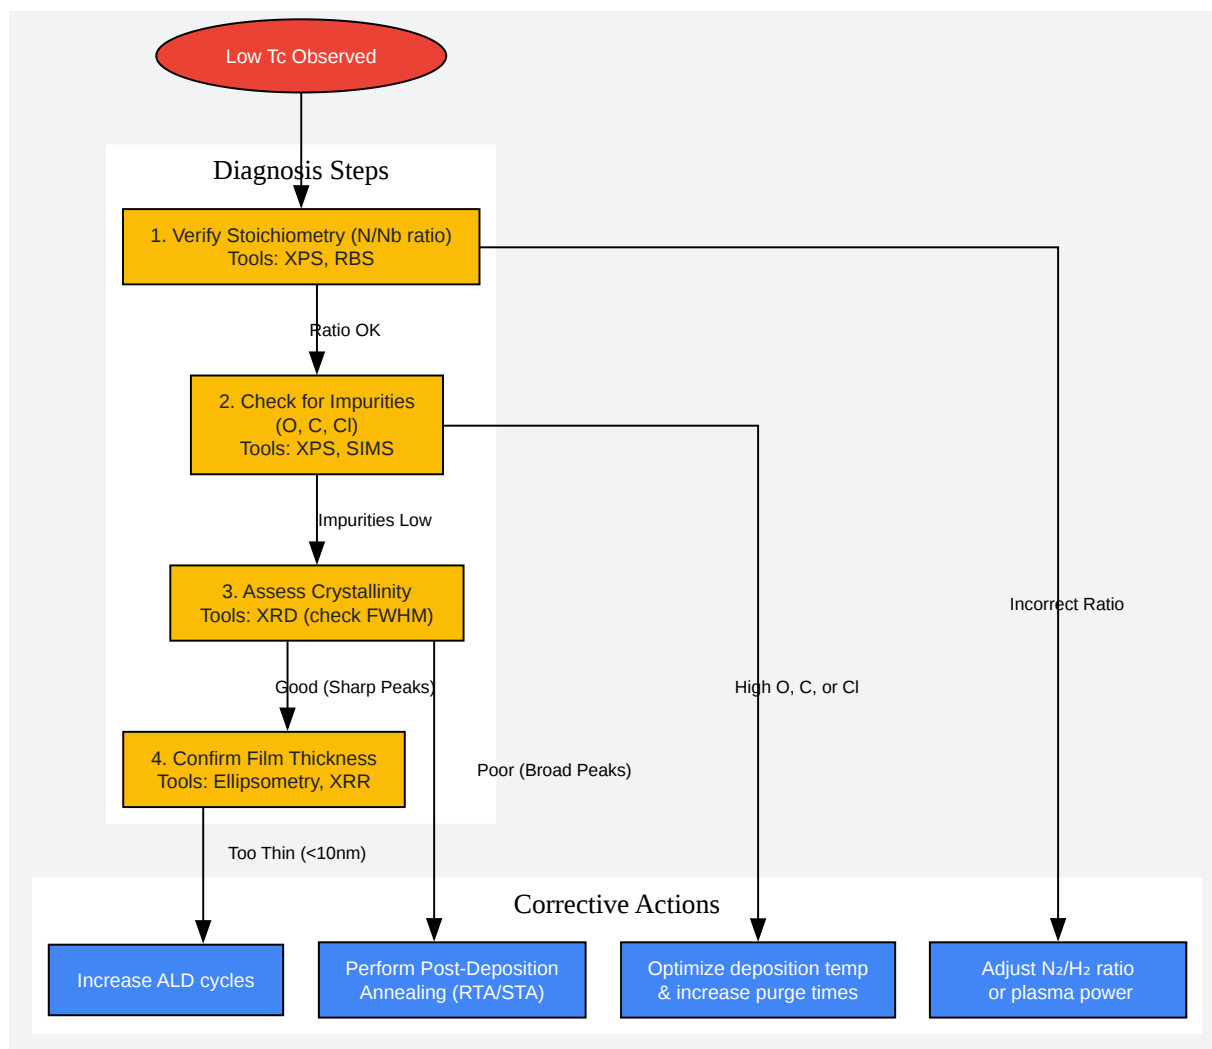 Low Tc Observed
Diagnosis Steps
1. Verify Stoichiometry (N/Nb ratio)
Tools: XPS, RBS
Ratio OK
2. Check for Impurities
(O, C, Cl)
Tools: XPS, SIMS
Impurities Low
3. Assess Crystallinity
Tools: XRD (check FWHM)
Incorrect Ratio
Good (Sharp Peaks)
High O, C, or Cl
4. Confirm Film Thickness
Tools: Ellipsometry, XRR
Poor (Broad Peaks)
Too Thin (<10nm)
Corrective Actions
Increase ALD cycles
Perform Post-Deposition
Annealing (RTA/STA)
Optimize deposition temp
& increase purge times
Adjust N₂/H₂ ratio
or plasma power